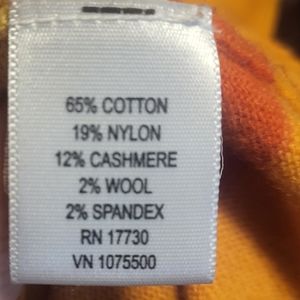 65% COTTON
19% NYLON
12% CASHMERE
2% WOOL
2% SPANDEX
RN 17730
VN 1075500